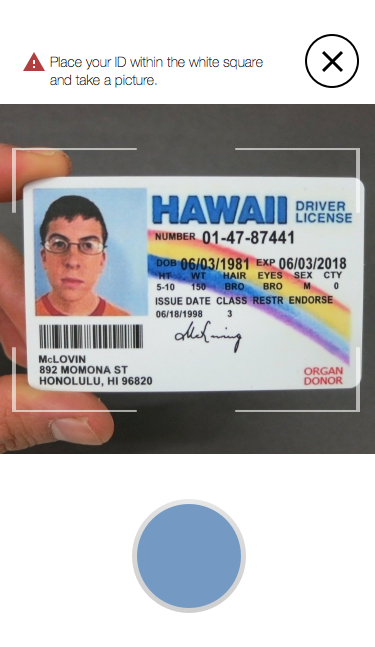 Place your ID within the white square
and take a picture.
HAWAII DRIVER
LICENSE
NUMBER 01-47-87441
DOB 06/03/1981 EXP 06/03/2018
HT WT HAIR EYES SEX CTY
5-10 150 BRO BRO M 0
ISSUE DATE CLASS RESTR ENDORSE
06/18/1998 3
McLovin
McLOVIN
892 MOMONA ST
HONOLULU, HI 96820
ORGAN
DONOR